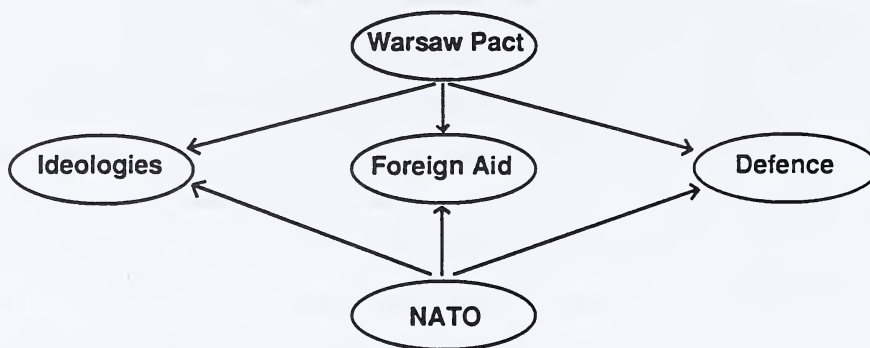 Warsaw Pact
Ideologies
Foreign Aid
Defence
NATO